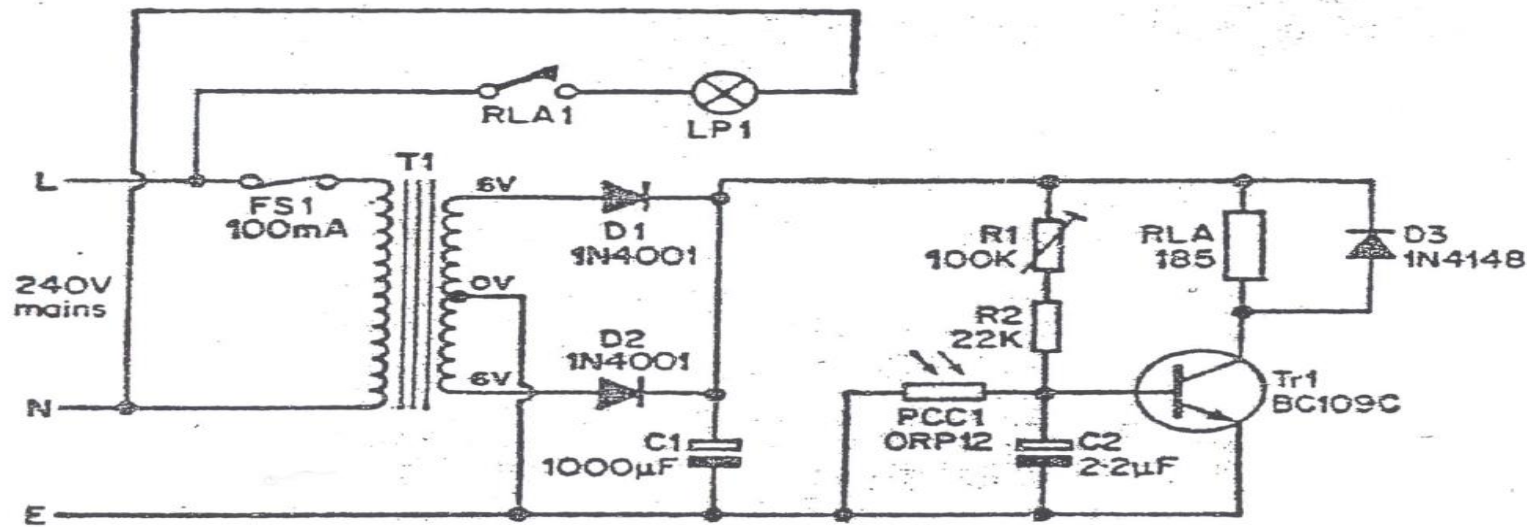 RLA1
LP1
L
FS1
100mA
T1
6V
0V
6V
240V
mains
N
E
D1
1N4001
D2
1N4001
C1
1000µF
R1
100K
R2
22K
PCC1
ORP12
C2
2·2µF
RLA
185
D3
1N4148
Tr1
BC109C